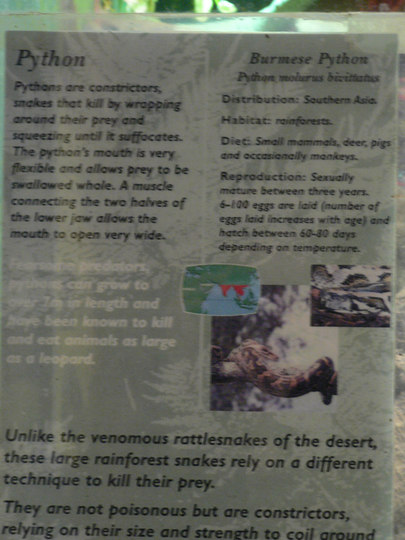 Python
Pythons are constrictors,
snakes that kill by wrapping
around their prey and
squeezing until it suffocates.
The python's mouth is very
flexible and allows prey to be
swallowed whole. A muscle
connecting the two halves of
the lower jaw allows the
mouth to open very wide.
pythons can grow to
over 7m in length and
have been known to kill
and eat animals as large
as a leopard.
Burmese Python
Python molurus bivittatus
Distribution: Southern Asia.
Habitat: rainforests.
Diet: Small mammals, deer, pigs
and occasionally monkeys.
Reproduction: Sexually
mature between three years.
6-100 eggs are laid (number of
eggs laid increases with age) and
hatch between 60-80 days
depending on temperature.
Unlike the venomous rattlesnakes of the desert,
these large rainforest snakes rely on a different
technique to kill their prey.
They are not poisonous but are constrictors,
relying on their size and strength to coil around